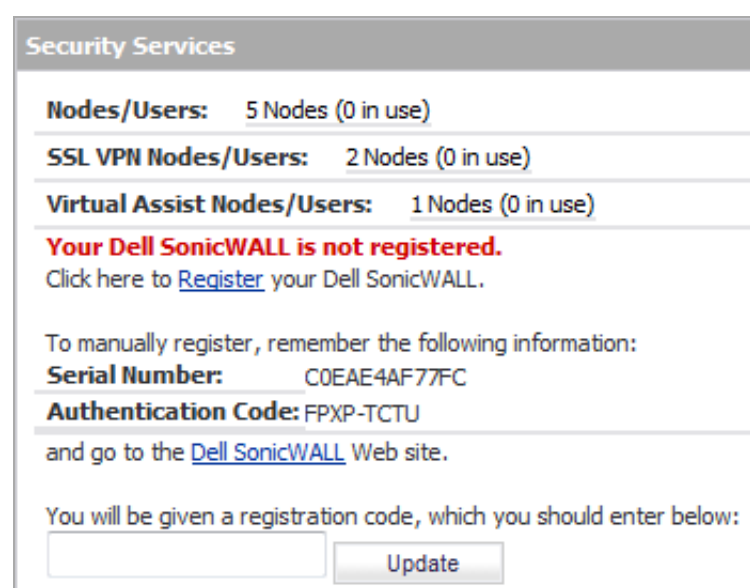 Security Services
Nodes/Users: 5 Nodes (0 in use)
SSL VPN Nodes/Users: 2 Nodes (0 in use)
Virtual Assist Nodes/Users: 1 Nodes (0 in use)
Your Dell SonicWALL is not registered.
Click here to Register your Dell SonicWALL.
To manually register, remember the following information:
Serial Number: C0EAE4AF77FC
Authentication Code: FPXP-TCTU
and go to the Dell SonicWALL Web site.
You will be given a registration code, which you should enter below:
Update